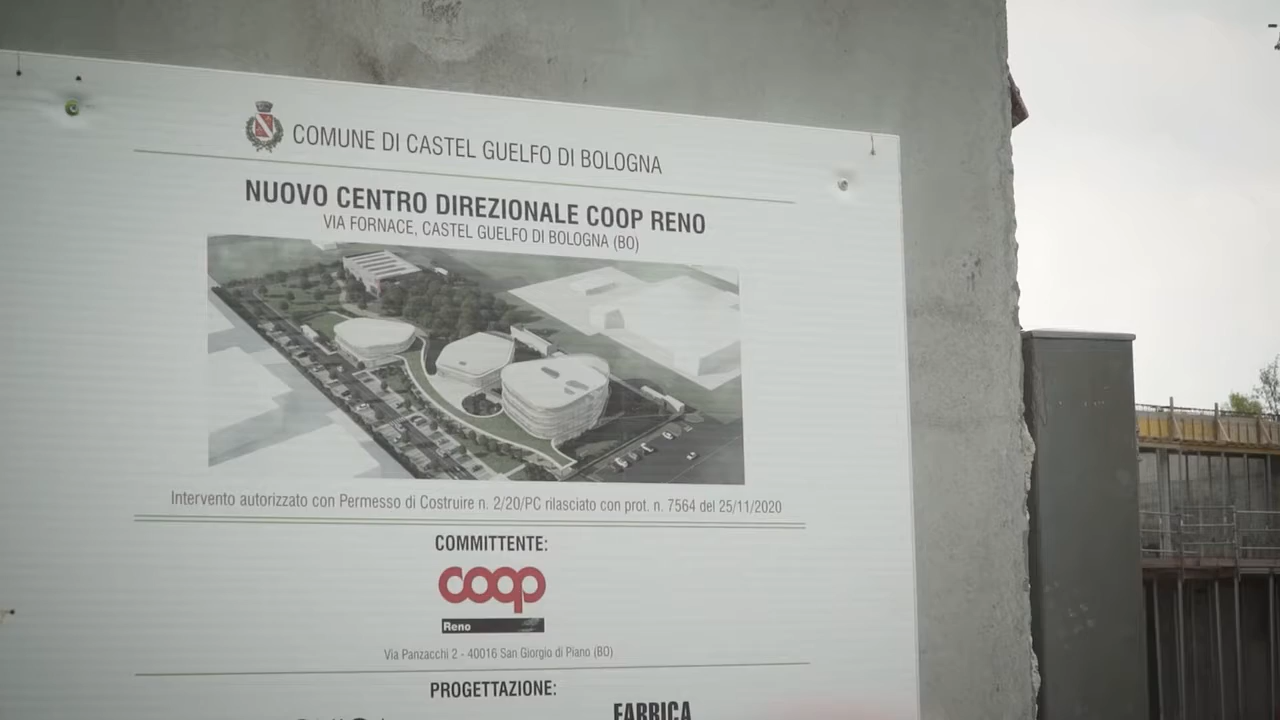 COMUNE DI CASTEL GUELFO DI BOLOGNA
NUOVO CENTRO DIREZIONALE COOP RENO
VIA FORNACE, CASTEL GUELFO DI BOLOGNA (BO)
Intervento autorizzato con Permesso di Costruire n. 2/20/PC rilasciato con prot. n. 7564 del 25/11/2020
COMMITTENTE:
coop
Reno
Via Panzacchi 2 - 40016 San Giorgio di Piano (BO)
PROGETTAZIONE:
FABRICA